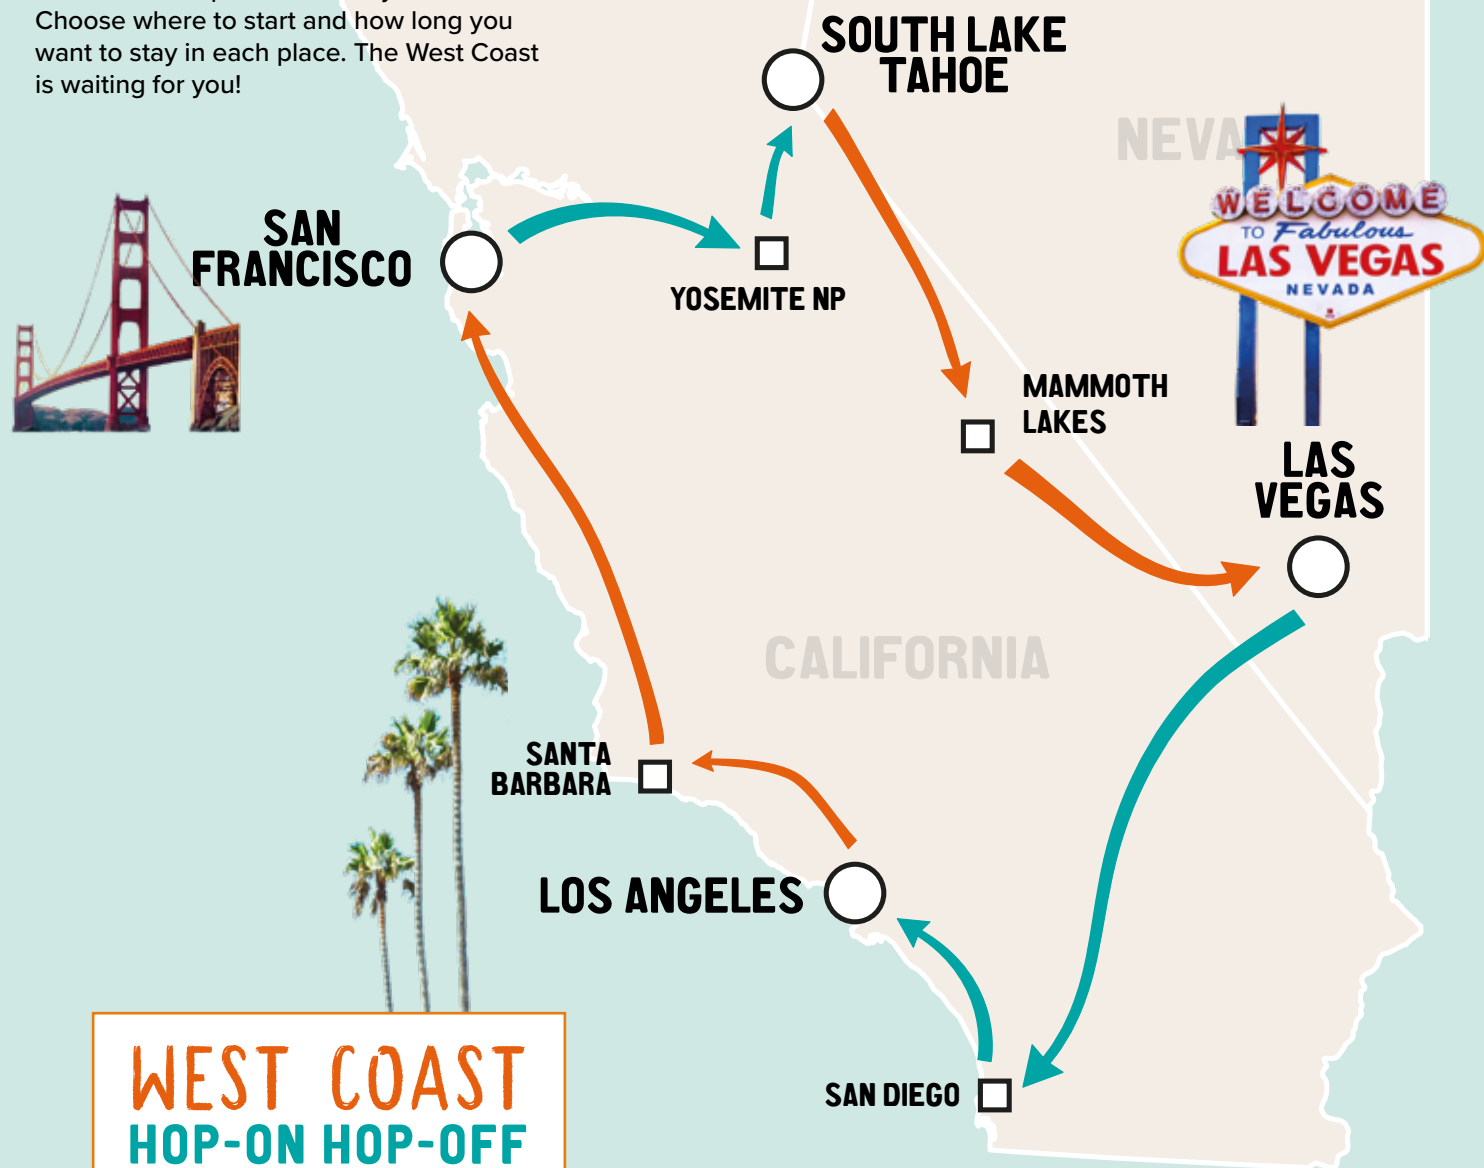 Choose where to start and how long you
want to stay in each place. The West Coast
is waiting for you!
SOUTH LAKE
TAHOE
NEVA
WELCOME
TO Fabulous
LAS VEGAS
NEVADA
SAN
FRANCISCO
YOSEMITE NP
MAMMOTH
LAKES
LAS
VEGAS
CALIFORNIA
SANTA
BARBARA
LOS ANGELES
SAN DIEGO
WEST COAST
HOP-ON HOP-OFF